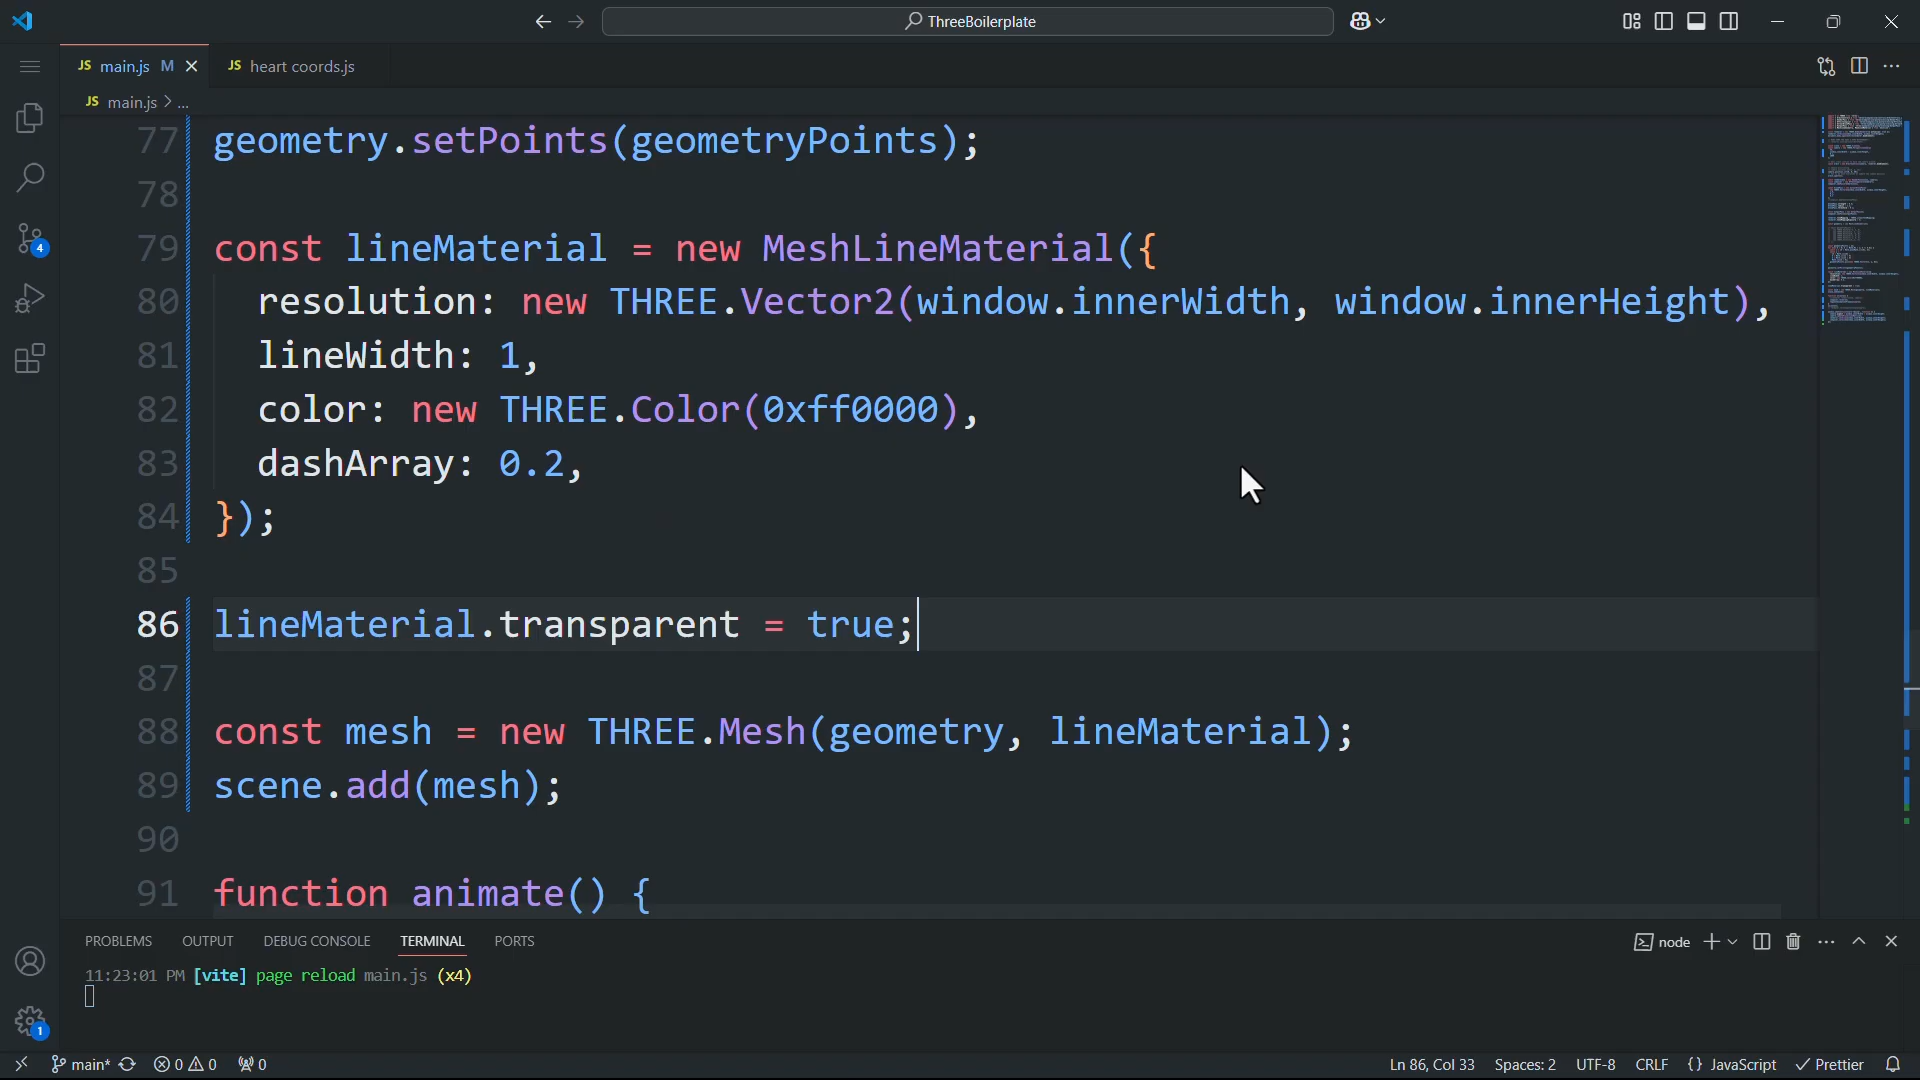 ThreeBoilerplate
JS main.js M
JS heart coords.js
JS main.js > ...
77 geometry.setPoints(geometryPoints);
78
79 const lineMaterial = new MeshLineMaterial({
80 resolution: new THREE.Vector2(window.innerWidth, window.innerHeight),
81 lineWidth: 1,
82 color: new THREE.Color(0xff0000),
83 dashArray: 0.2,
84 });
85
86 lineMaterial.transparent = true;
87
88 const mesh = new THREE.Mesh(geometry, lineMaterial);
89 scene.add(mesh);
90
91 function animate() {
4
1
PROBLEMS OUTPUT DEBUG CONSOLE TERMINAL PORTS
node
11:23:01 PM [vite] page reload main.js (x4)
main* 0 0 0
Ln 86, Col 33 Spaces: 2 UTF-8 CRLF {} JavaScript Prettier